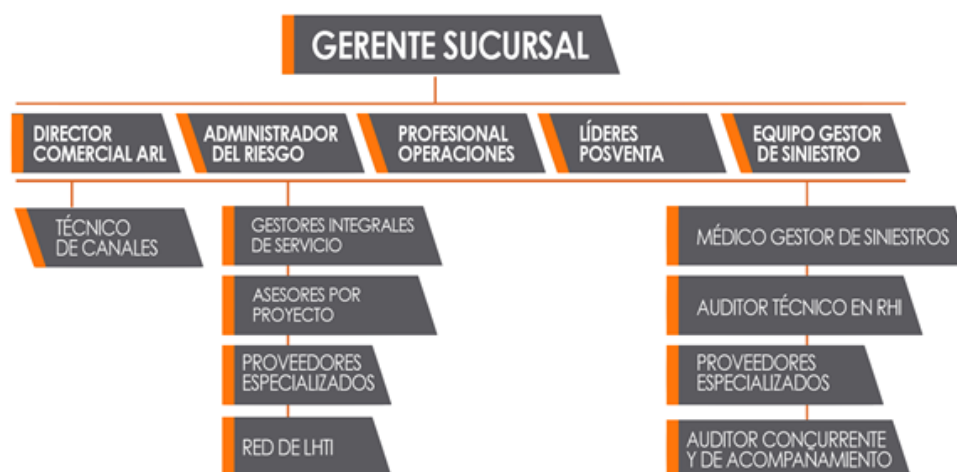 GERENTE SUCURSAL
DIRECTOR
COMERCIAL ARL
ADMINISTRADOR
DEL RIESGO
PROFESIONAL
OPERACIONES
LÍDERES
POSVENTA
EQUIPO GESTOR
DE SINIESTRO
TÉCNICO
DE CANALES
GESTORES INTEGRALES
DE SERVICIO
ASESORES POR
PROYECTO
PROVEEDORES
ESPECIALIZADOS
RED DE LHTI
MÉDICO GESTOR DE SINIESTROS
AUDITOR TÉCNICO EN RHI
PROVEEDORES
ESPECIALIZADOS
AUDITOR CONCURRENTE
Y DE ACOMPAÑAMIENTO